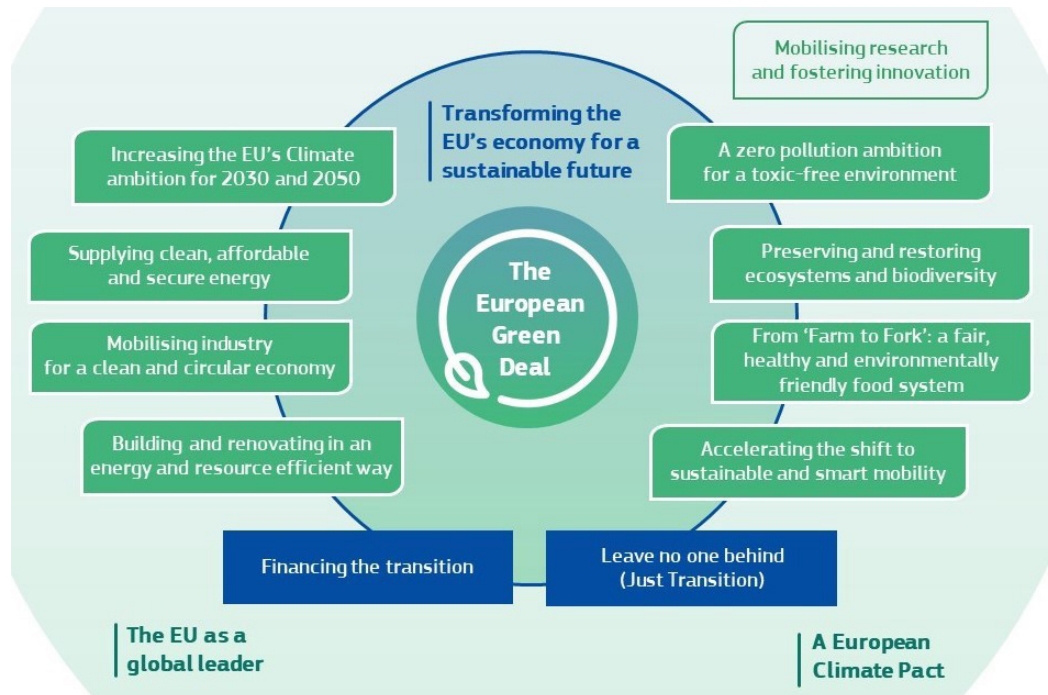 Mobilising research
and fostering innovation
Transforming the
EU's economy for a
sustainable future
Increasing the EU's Climate
ambition for 2030 and 2050
A zero pollution ambition
for a toxic-free environment
Supplying clean, affordable
and secure energy
Preserving and restoring
ecosystems and biodiversity
The
European
Green
Deal
Mobilising industry
for a clean and circular economy
From ‘Farm to Fork’: a fair,
healthy and environmentally
friendly food system
Building and renovating in an
energy and resource efficient way
Accelerating the shift to
sustainable and smart mobility
Financing the transition
Leave no one behind
(Just Transition)
The EU as a
global leader
A European
Climate Pact